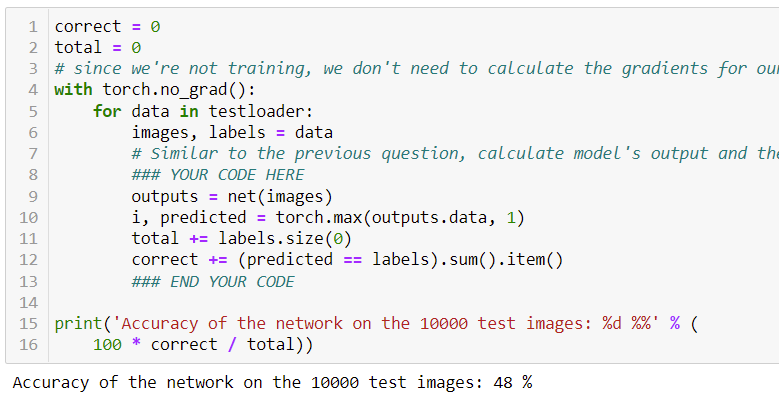 1 correct = 0
2 total = 0
3 # since we're not training, we don't need to calculate the gradients for our
4 with torch.no_grad():
5     for data in testloader:
6         images, labels = data
7         # Similar to the previous question, calculate model's output and the
8         ### YOUR CODE HERE
9         outputs = net(images)
10         i, predicted = torch.max(outputs.data, 1)
11         total += labels.size(0)
12         correct += (predicted == labels).sum().item()
13         ### END YOUR CODE
14
15 print('Accuracy of the network on the 10000 test images: %d %%' % (
16     100 * correct / total))
Accuracy of the network on the 10000 test images: 48 %